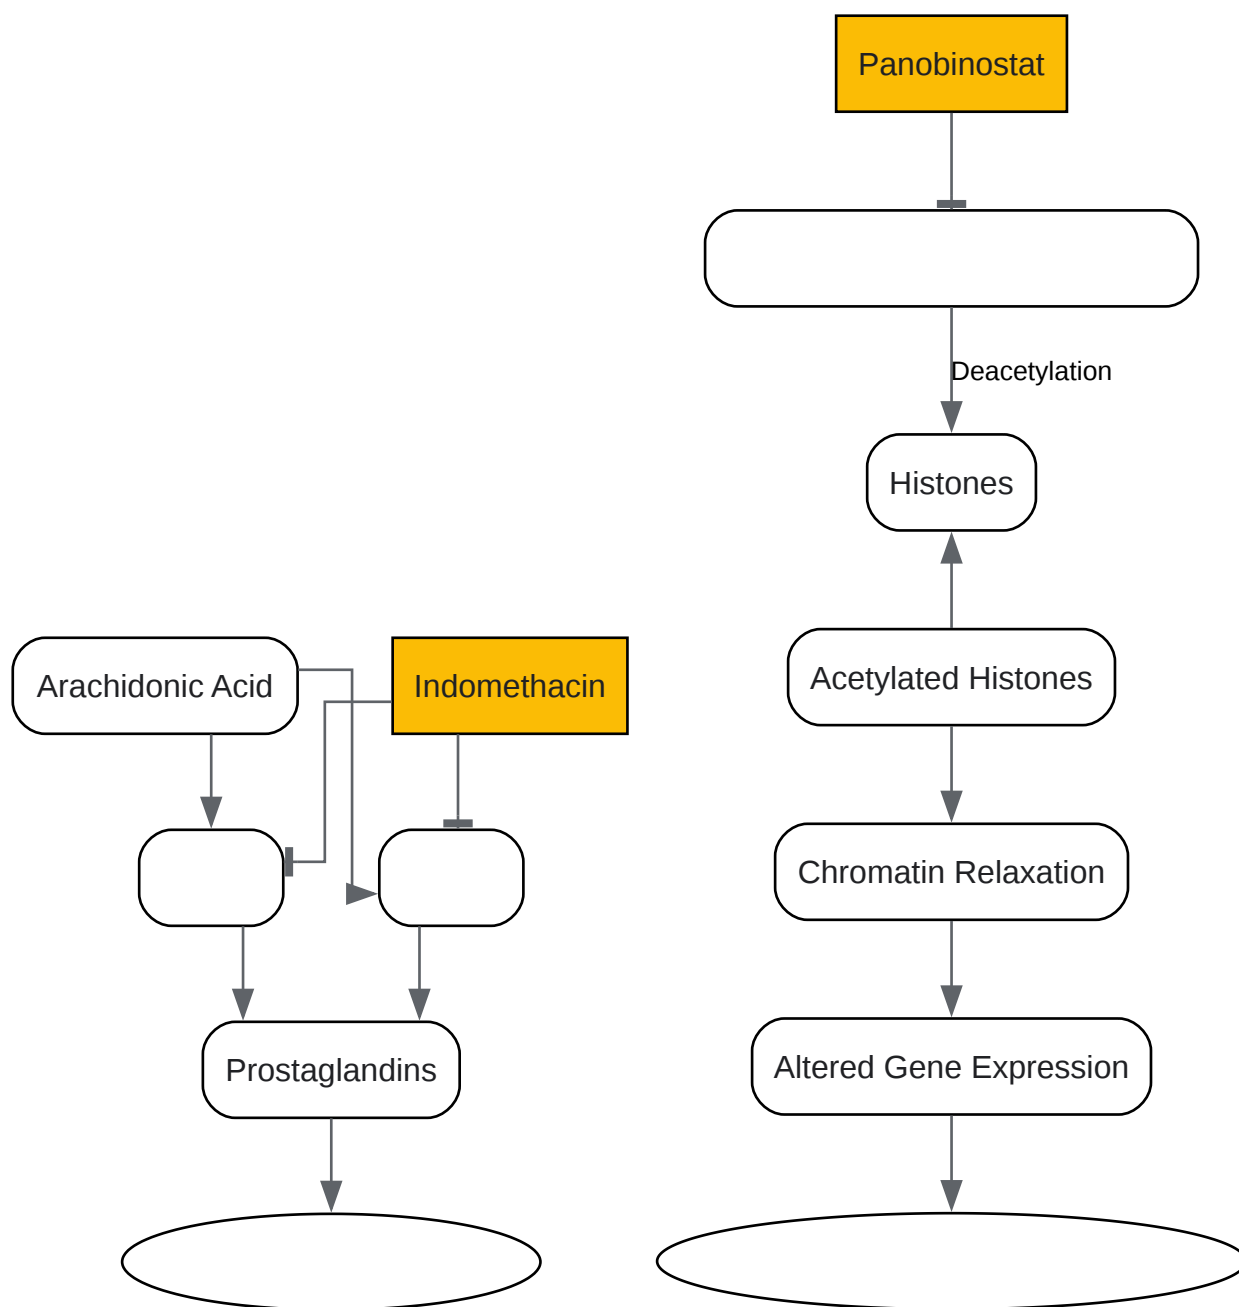 Panobinostat
Deacetylation
Histones
Arachidonic Acid
Indomethacin
Acetylated Histones
Chromatin Relaxation
Prostaglandins
Altered Gene Expression